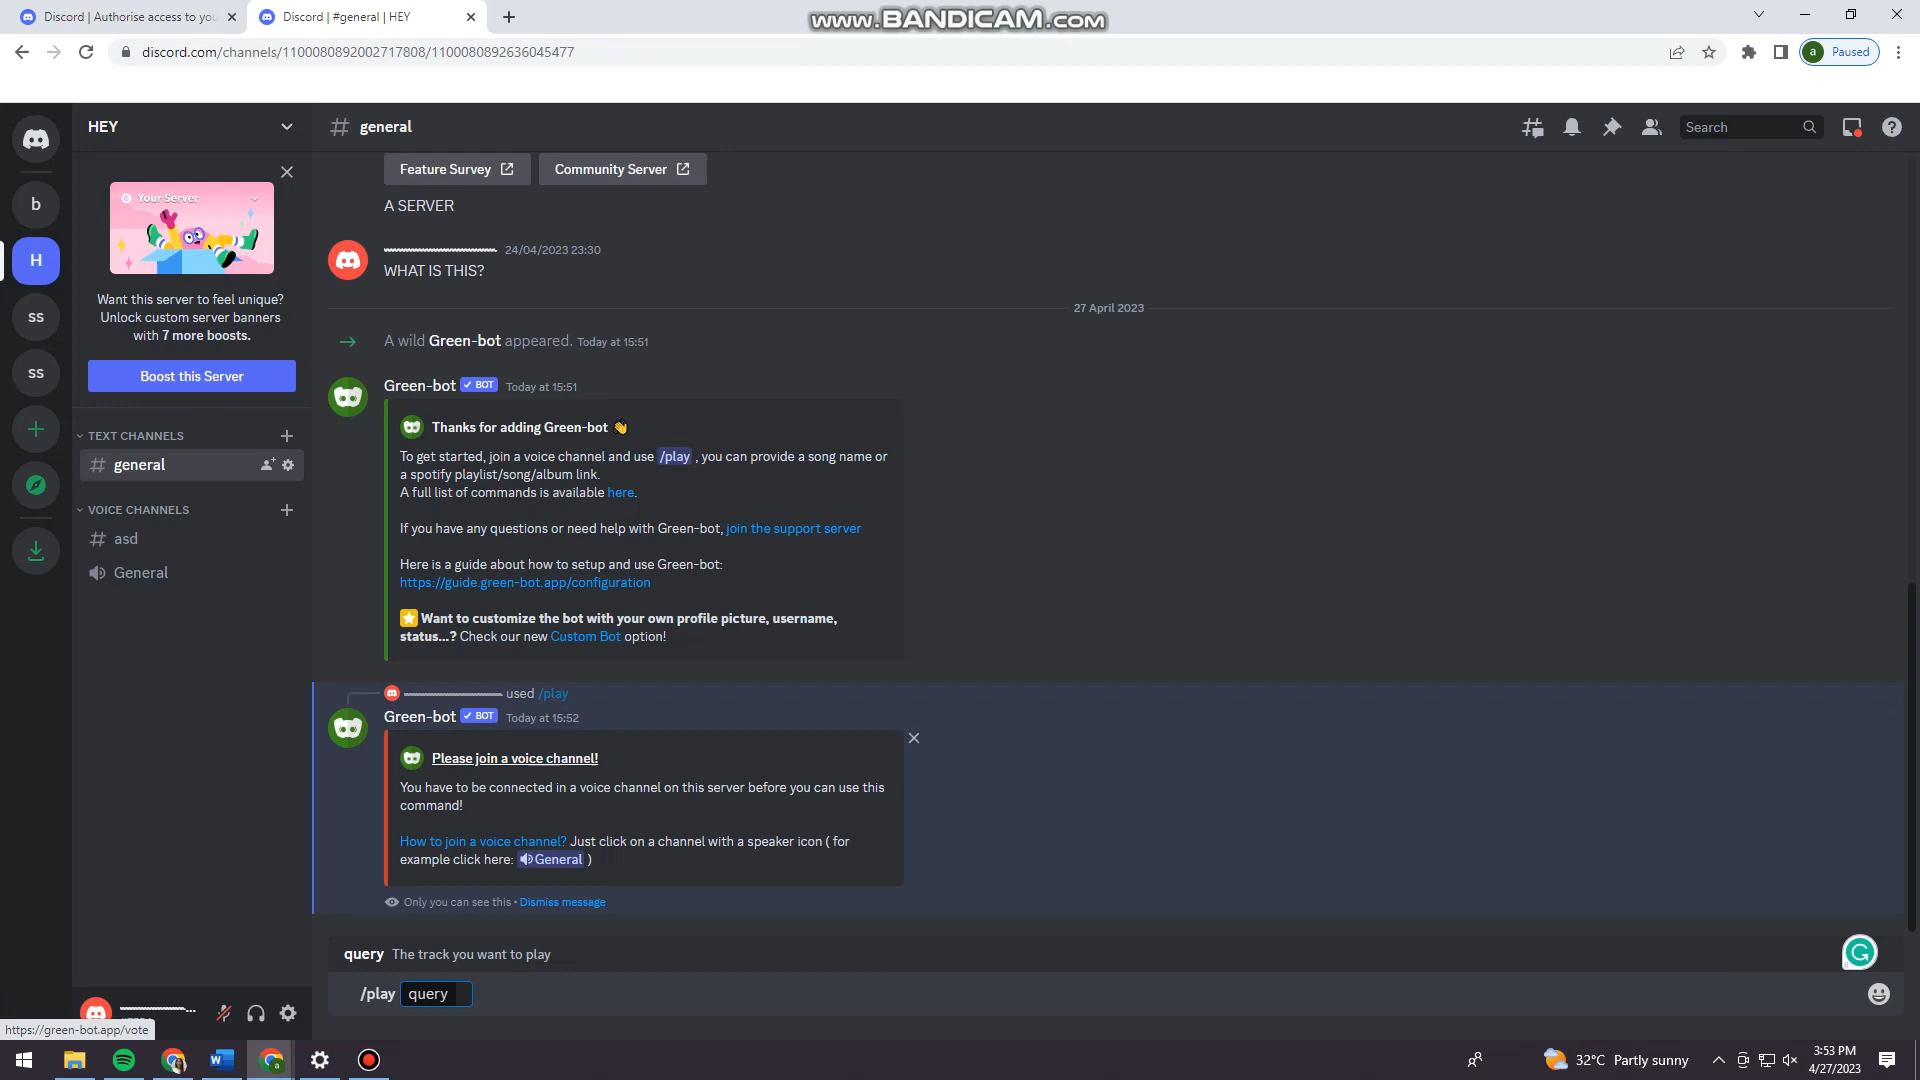 Discord | Authorise access to you
Discord | #general | HEY
www.BANDICAM.com
discord.com/channels/1100080892002717808/1100080892636045477
a
Paused
HEY
general
Search
Your Server
Want this server to feel unique?
Unlock custom server banners
with 7 more boosts.
Boost this Server
b
H
ss
ss
TEXT CHANNELS
general
VOICE CHANNELS
asd
General
Feature Survey
Community Server
A SERVER
24/04/2023 23:30
WHAT IS THIS?
27 April 2023
A wild Green-bot appeared. Today at 15:51
Green-bot ✓ BOT Today at 15:51
Thanks for adding Green-bot 👋
To get started, join a voice channel and use /play , you can provide a song name or
a spotify playlist/song/album link.
A full list of commands is available here.
If you have any questions or need help with Green-bot, join the support server
Here is a guide about how to setup and use Green-bot:
https://guide.green-bot.app/configuration
⭐ Want to customize the bot with your own profile picture, username,
status...? Check our new Custom Bot option!
used /play
Green-bot ✓ BOT Today at 15:52
Please join a voice channel!
You have to be connected in a voice channel on this server before you can use this
command!
How to join a voice channel? Just click on a channel with a speaker icon ( for
example click here: General )
Only you can see this • Dismiss message
query The track you want to play
/play query
https://green-bot.app/vote
32°C Partly sunny
3:53 PM
4/27/2023